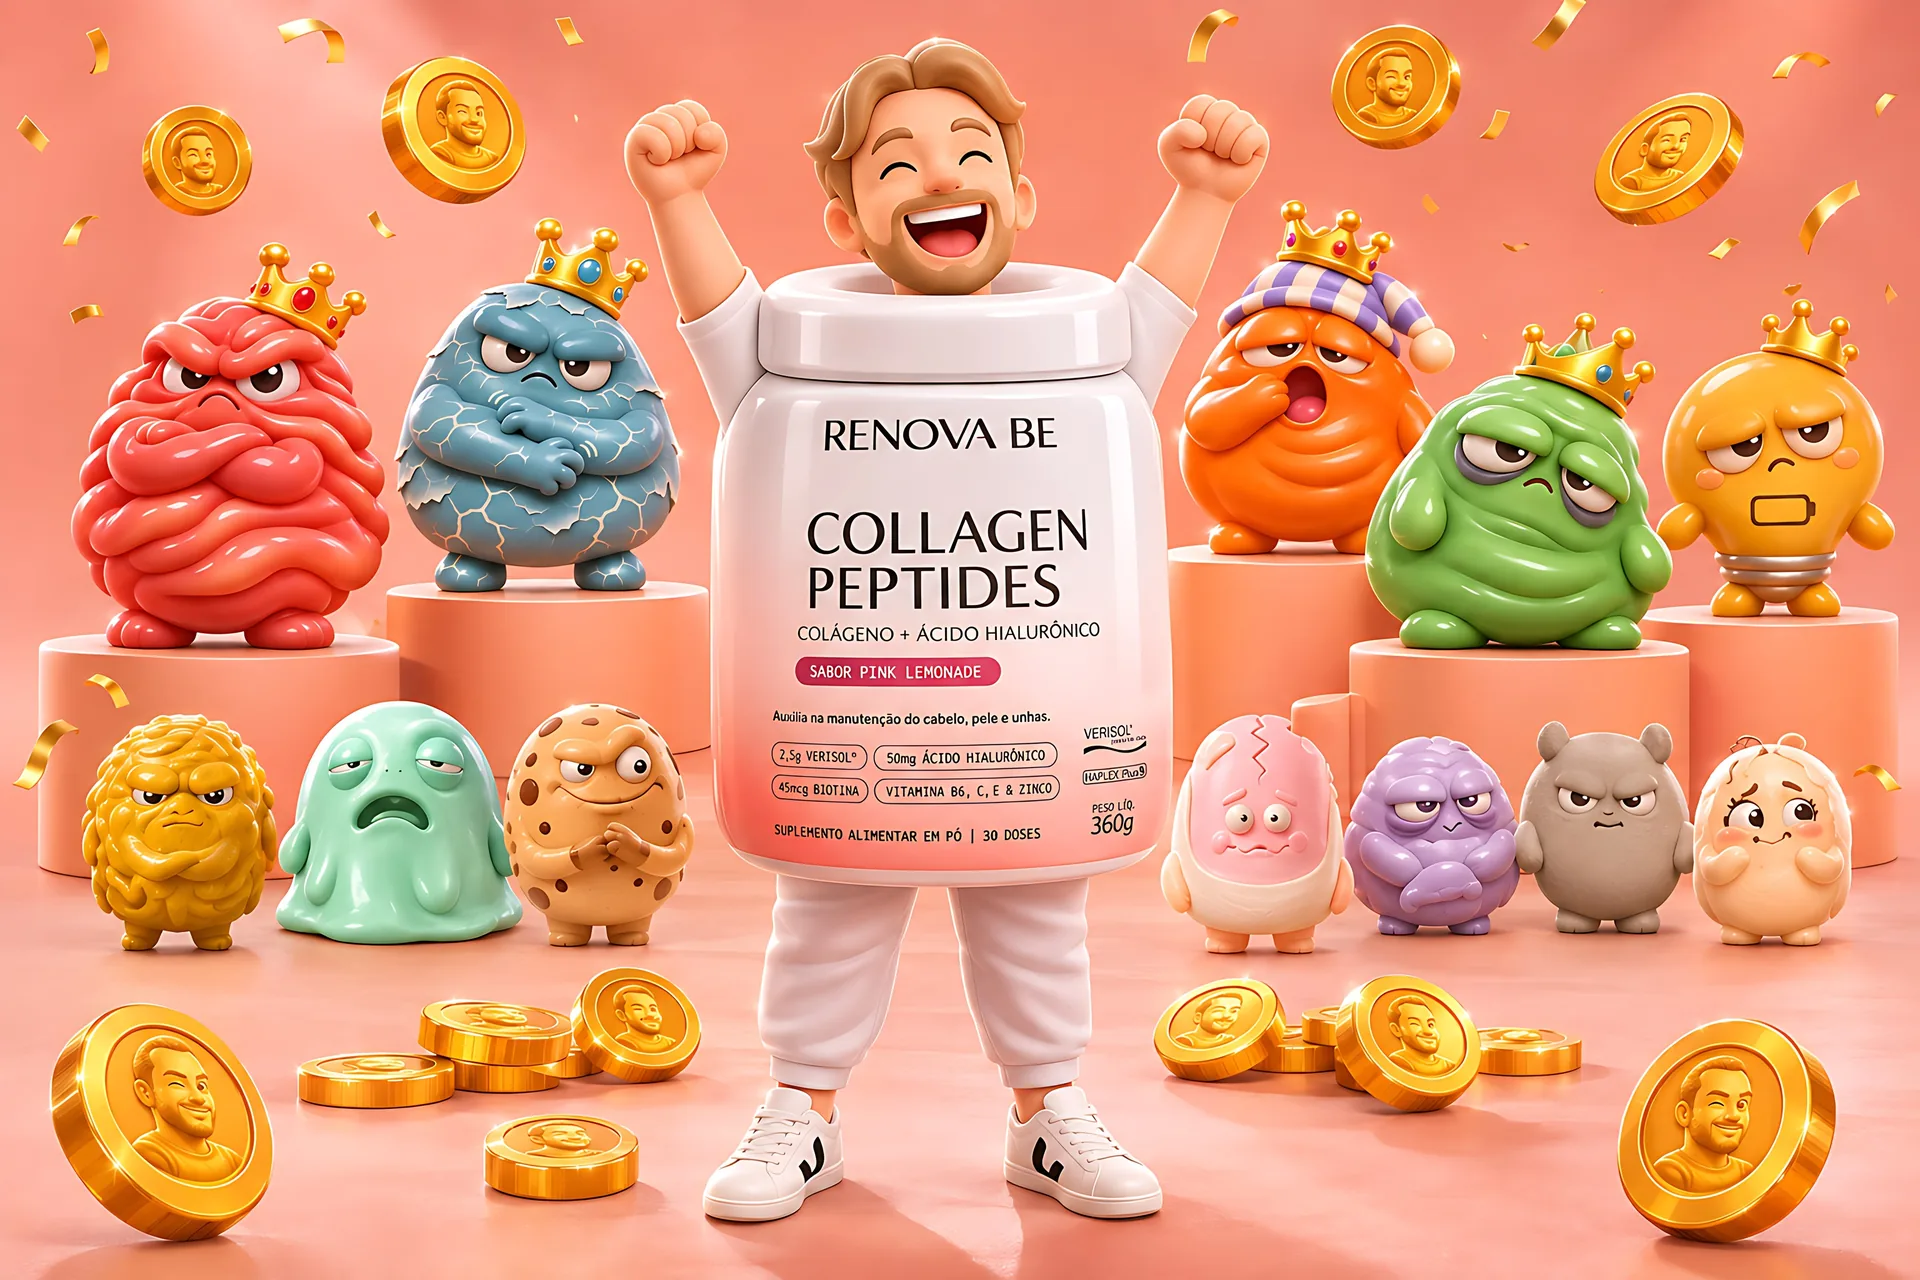 RENOVA BE
COLLAGEN
PEPTIDES
COLÁGENO + ÁCIDO HIALURÔNICO
SABOR PINK LEMONADE
Auxilia na manutenção do cabelo, pele e unhas.
2,5g VERISOL®
50mg ÁCIDO HIALURÔNICO
45mcg BIOTINA
VITAMINA B6, C, E & ZINCO
VERISOL®
HAPLEX Plus®
SUPLEMENTO ALIMENTAR EM PÓ | 30 DOSES
PESO LÍQ.
360g